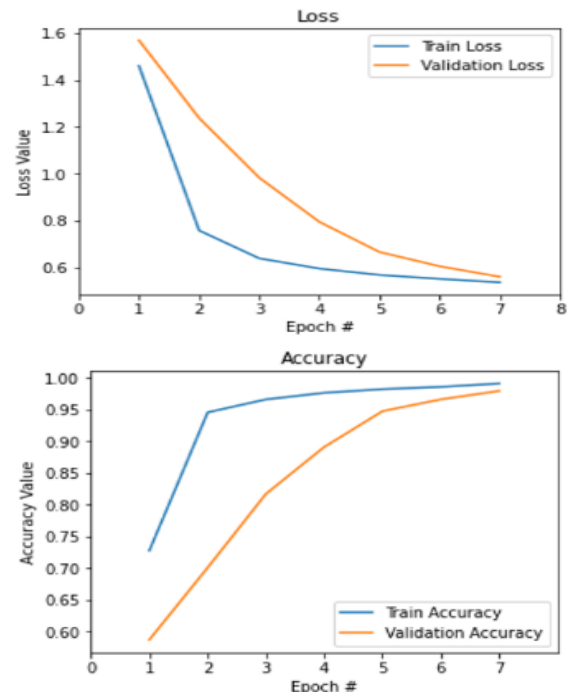 Loss
1.6
1.4
1.2
1.0
0.8
0.6
Loss Value
Train Loss
Validation Loss
0 1 2 3 4 5 6 7 8
Epoch #
Accuracy
1.00
0.95
0.90
0.85
0.80
0.75
0.70
0.65
0.60
Accuracy Value
Train Accuracy
Validation Accuracy
0 1 2 3 4 5 6 7
Epoch #